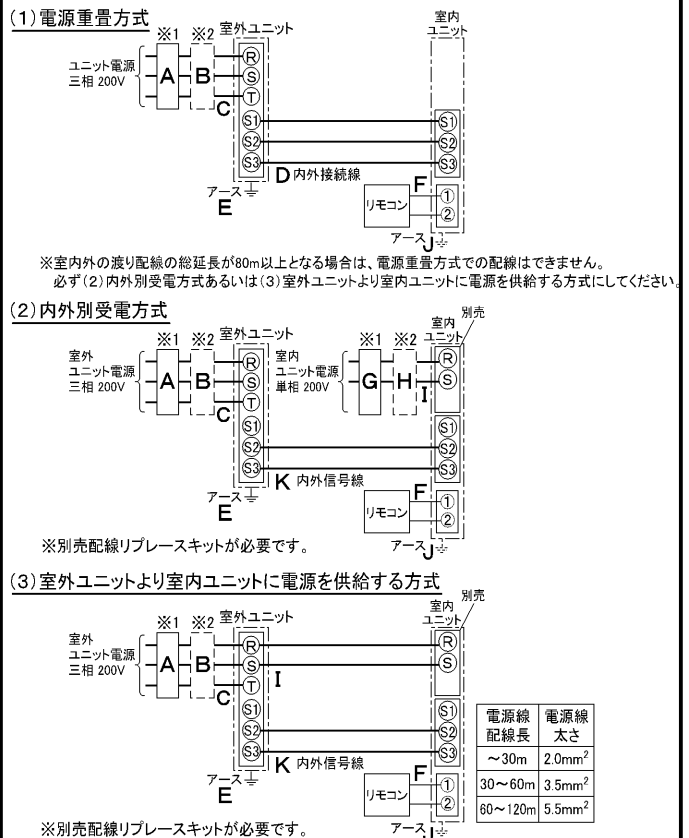 (1)電源重畳方式
※1 ※2 室外ユニット
室内
ユニット
ユニット電源
三相 200V
A B C
R
S
T
S1
S2
S3
S1
S2
S3
D 内外接続線
アース
E
F
リモコン
①
②
アース J
※室内外の渡り配線の総延長が80m以上となる場合は、電源重畳方式での配線はできません。
必ず(2)内外別受電方式あるいは(3)室外ユニットより室内ユニットに電源を供給する方式にしてください。
(2)内外別受電方式
※1 ※2 室外ユニット
※1 ※2
室内
ユニット
別売
室外
ユニット電源
三相 200V
A B C
R
S
T
S1
S2
S3
室内
ユニット電源
単相 200V
G H I
R
S
S1
S2
S3
K 内外信号線
アース
E
F
リモコン
①
②
アース J
※別売配線リプレースキットが必要です。
(3)室外ユニットより室内ユニットに電源を供給する方式
※1 ※2 室外ユニット
室内
ユニット
別売
室外
ユニット電源
三相 200V
A B C
R
S
T
S1
S2
S3
I
R
S
S1
S2
S3
K 内外信号線
アース
E
F
リモコン
①
②
アース J
電源線 電源線
配線長 太さ
～30m 2.0mm²
30～60m 3.5mm²
60～120m 5.5mm²
※別売配線リプレースキットが必要です。